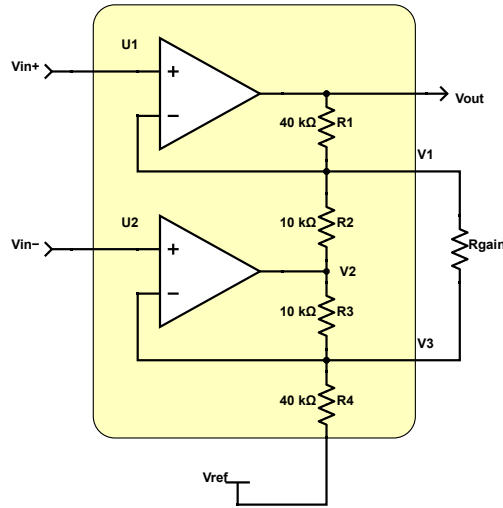 U1
Vin+
+
−
Vout
40 kΩ R1
V1
U2
10 kΩ R2
Vin−
+
Rgain
V2
−
10 kΩ R3
V3
40 kΩ R4
Vref